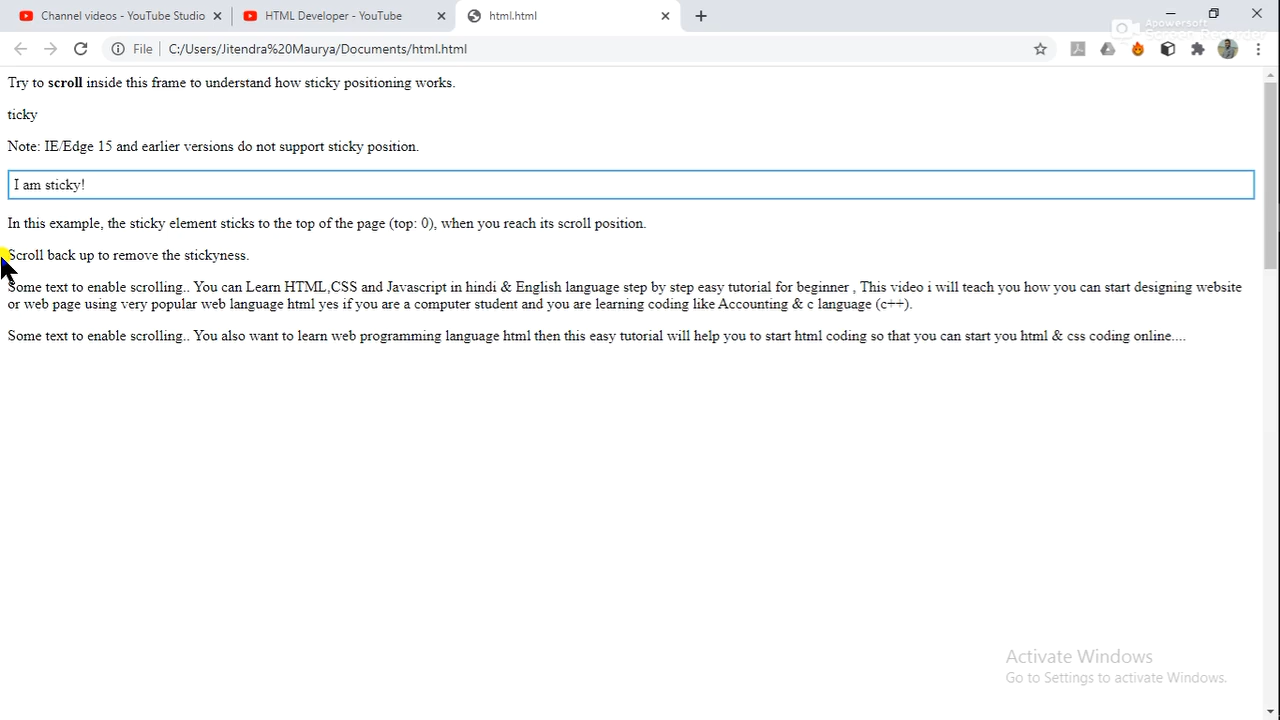 Channel videos - YouTube Studio
HTML Developer - YouTube
html.html
Apowersoft
Screen Recorder
File
C:/Users/Jitendra%20Maurya/Documents/html.html
Try to scroll inside this frame to understand how sticky positioning works.
ticky
Note: IE/Edge 15 and earlier versions do not support sticky position.
I am sticky!
In this example, the sticky element sticks to the top of the page (top: 0), when you reach its scroll position.
Scroll back up to remove the stickyness.
Some text to enable scrolling.. You can Learn HTML,CSS and Javascript in hindi & English language step by step easy tutorial for beginner , This video i will teach you how you can start designing website
or web page using very popular web language html yes if you are a computer student and you are learning coding like Accounting & c language (c++).
Some text to enable scrolling.. You also want to learn web programming language html then this easy tutorial will help you to start html coding so that you can start you html & css coding online....
Activate Windows
Go to Settings to activate Windows.